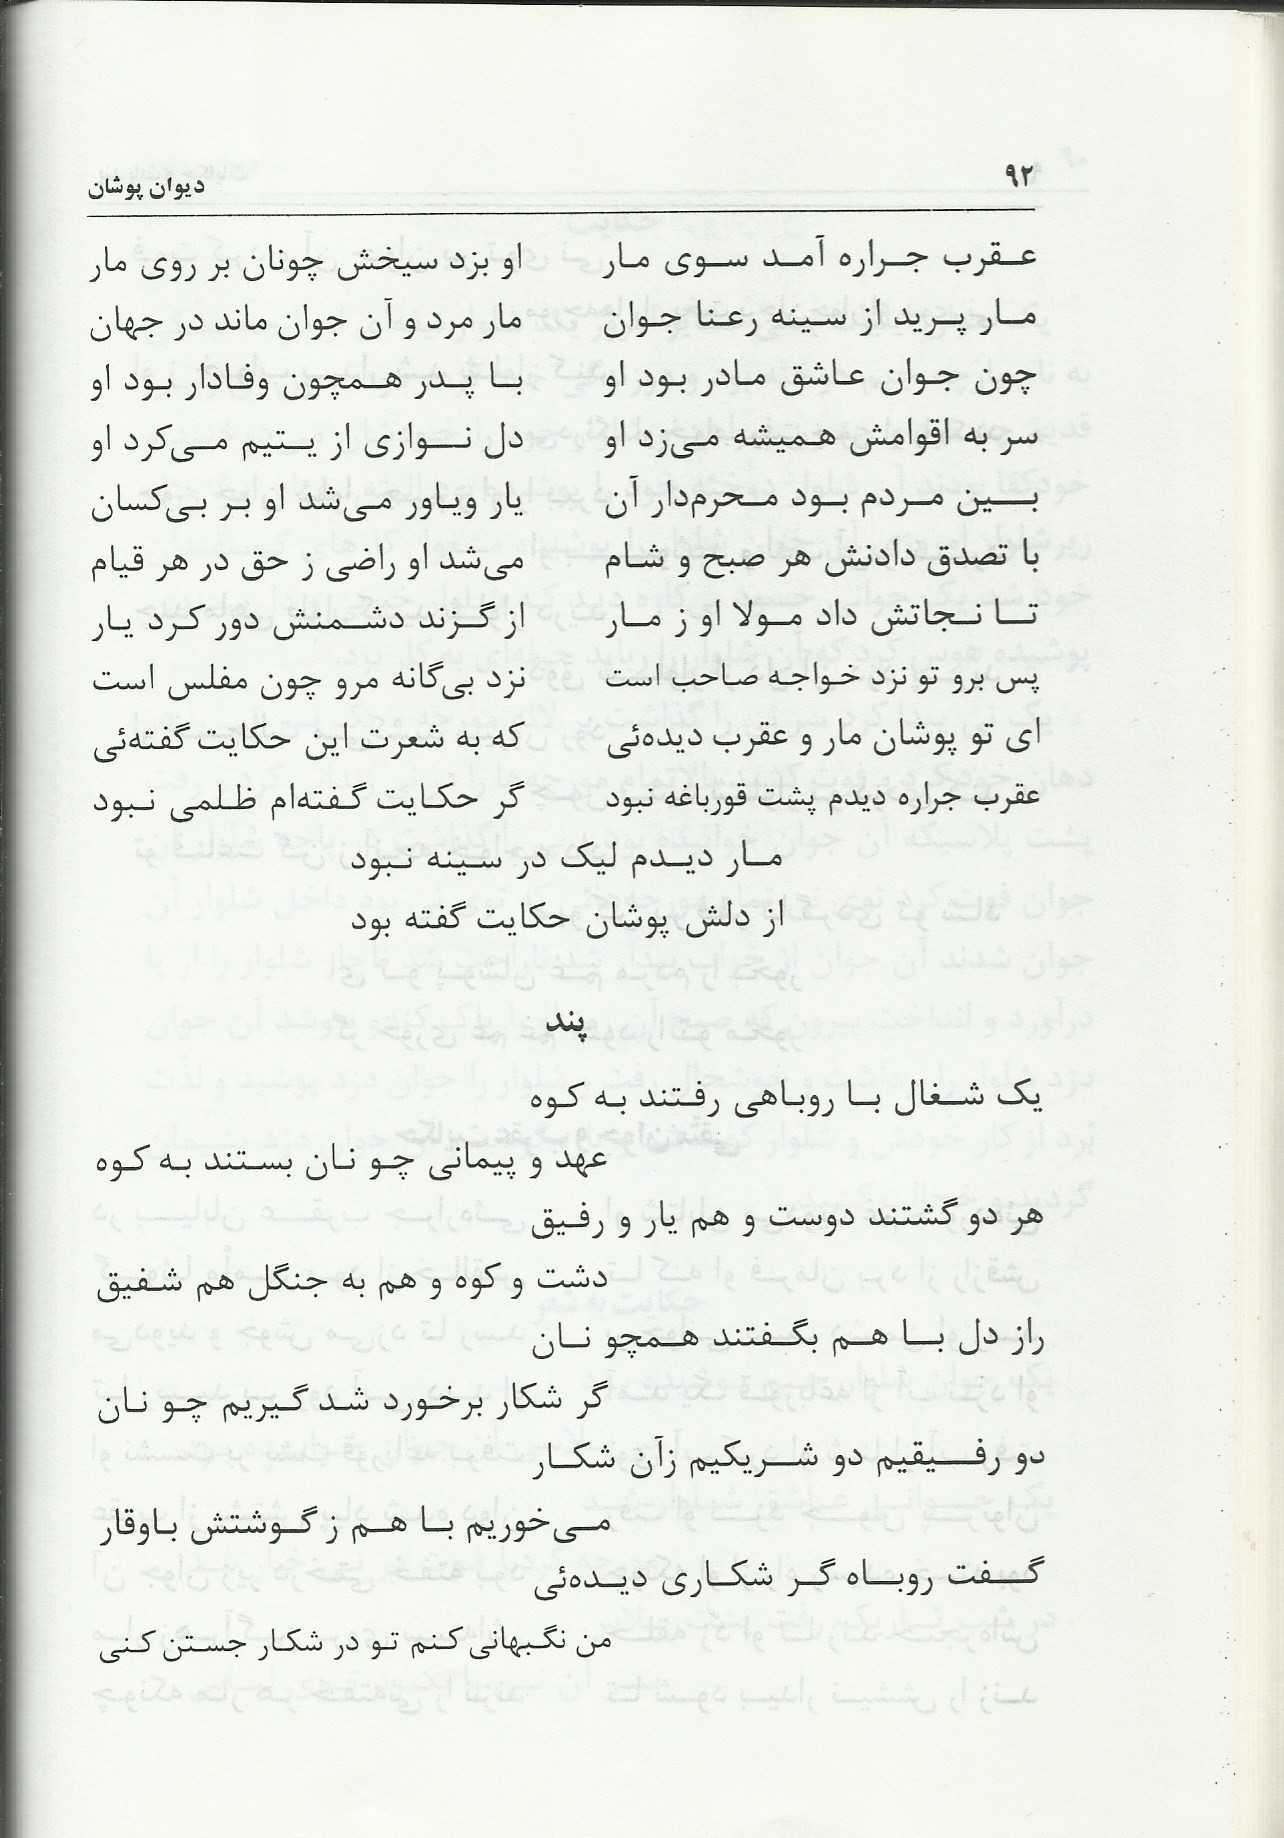 ۹۲ دیوان پوشان
عقرب جراره آمد سوی مار او بزد سیخش چونان بر روی مار
مار پرید از سینه رعنا جوان مار مرد و آن جوان ماند در جهان
چون جوان عاشق مادر بود او با پدر همچون وفادار بود او
سر به اقوامش همیشه می‌زد او دل نوازی از یتیم می‌کرد او
بین مردم بود محرم‌دار آن یار ویاور می‌شد او بر بی‌کسان
با تصدق دادنش هر صبح و شام می‌شد او راضی ز حق در هر قیام
تا نجاتش داد مولا او ز مار از گزند دشمنش دور کرد یار
پس برو تو نزد خواجه صاحب است نزد بی‌گانه مرو چون مفلس است
ای تو پوشان مار و عقرب دیده‌ئی که به شعرت این حکایت گفته‌ئی
عقرب جراره دیدم پشت قورباغه نبود گر حکایت گفته‌ام ظلمی نبود
مار دیدم لیک در سینه نبود
از دلش پوشان حکایت گفته بود
پند
یک شغال با روباهی رفتند به کوه
عهد و پیمانی چو نان بستند به کوه
هر دو گشتند دوست و هم یار و رفیق
دشت و کوه و هم به جنگل هم شفیق
راز دل با هم بگفتند همچو نان
گر شکار برخورد شد گیریم چو نان
دو رفیقیم دو شریکیم زآن شکار
می‌خوریم با هم ز گوشتش باوقار
گفت روباه گر شکاری دیده‌ئی
من نگبهانی کنم تو در شکار جستن کنی